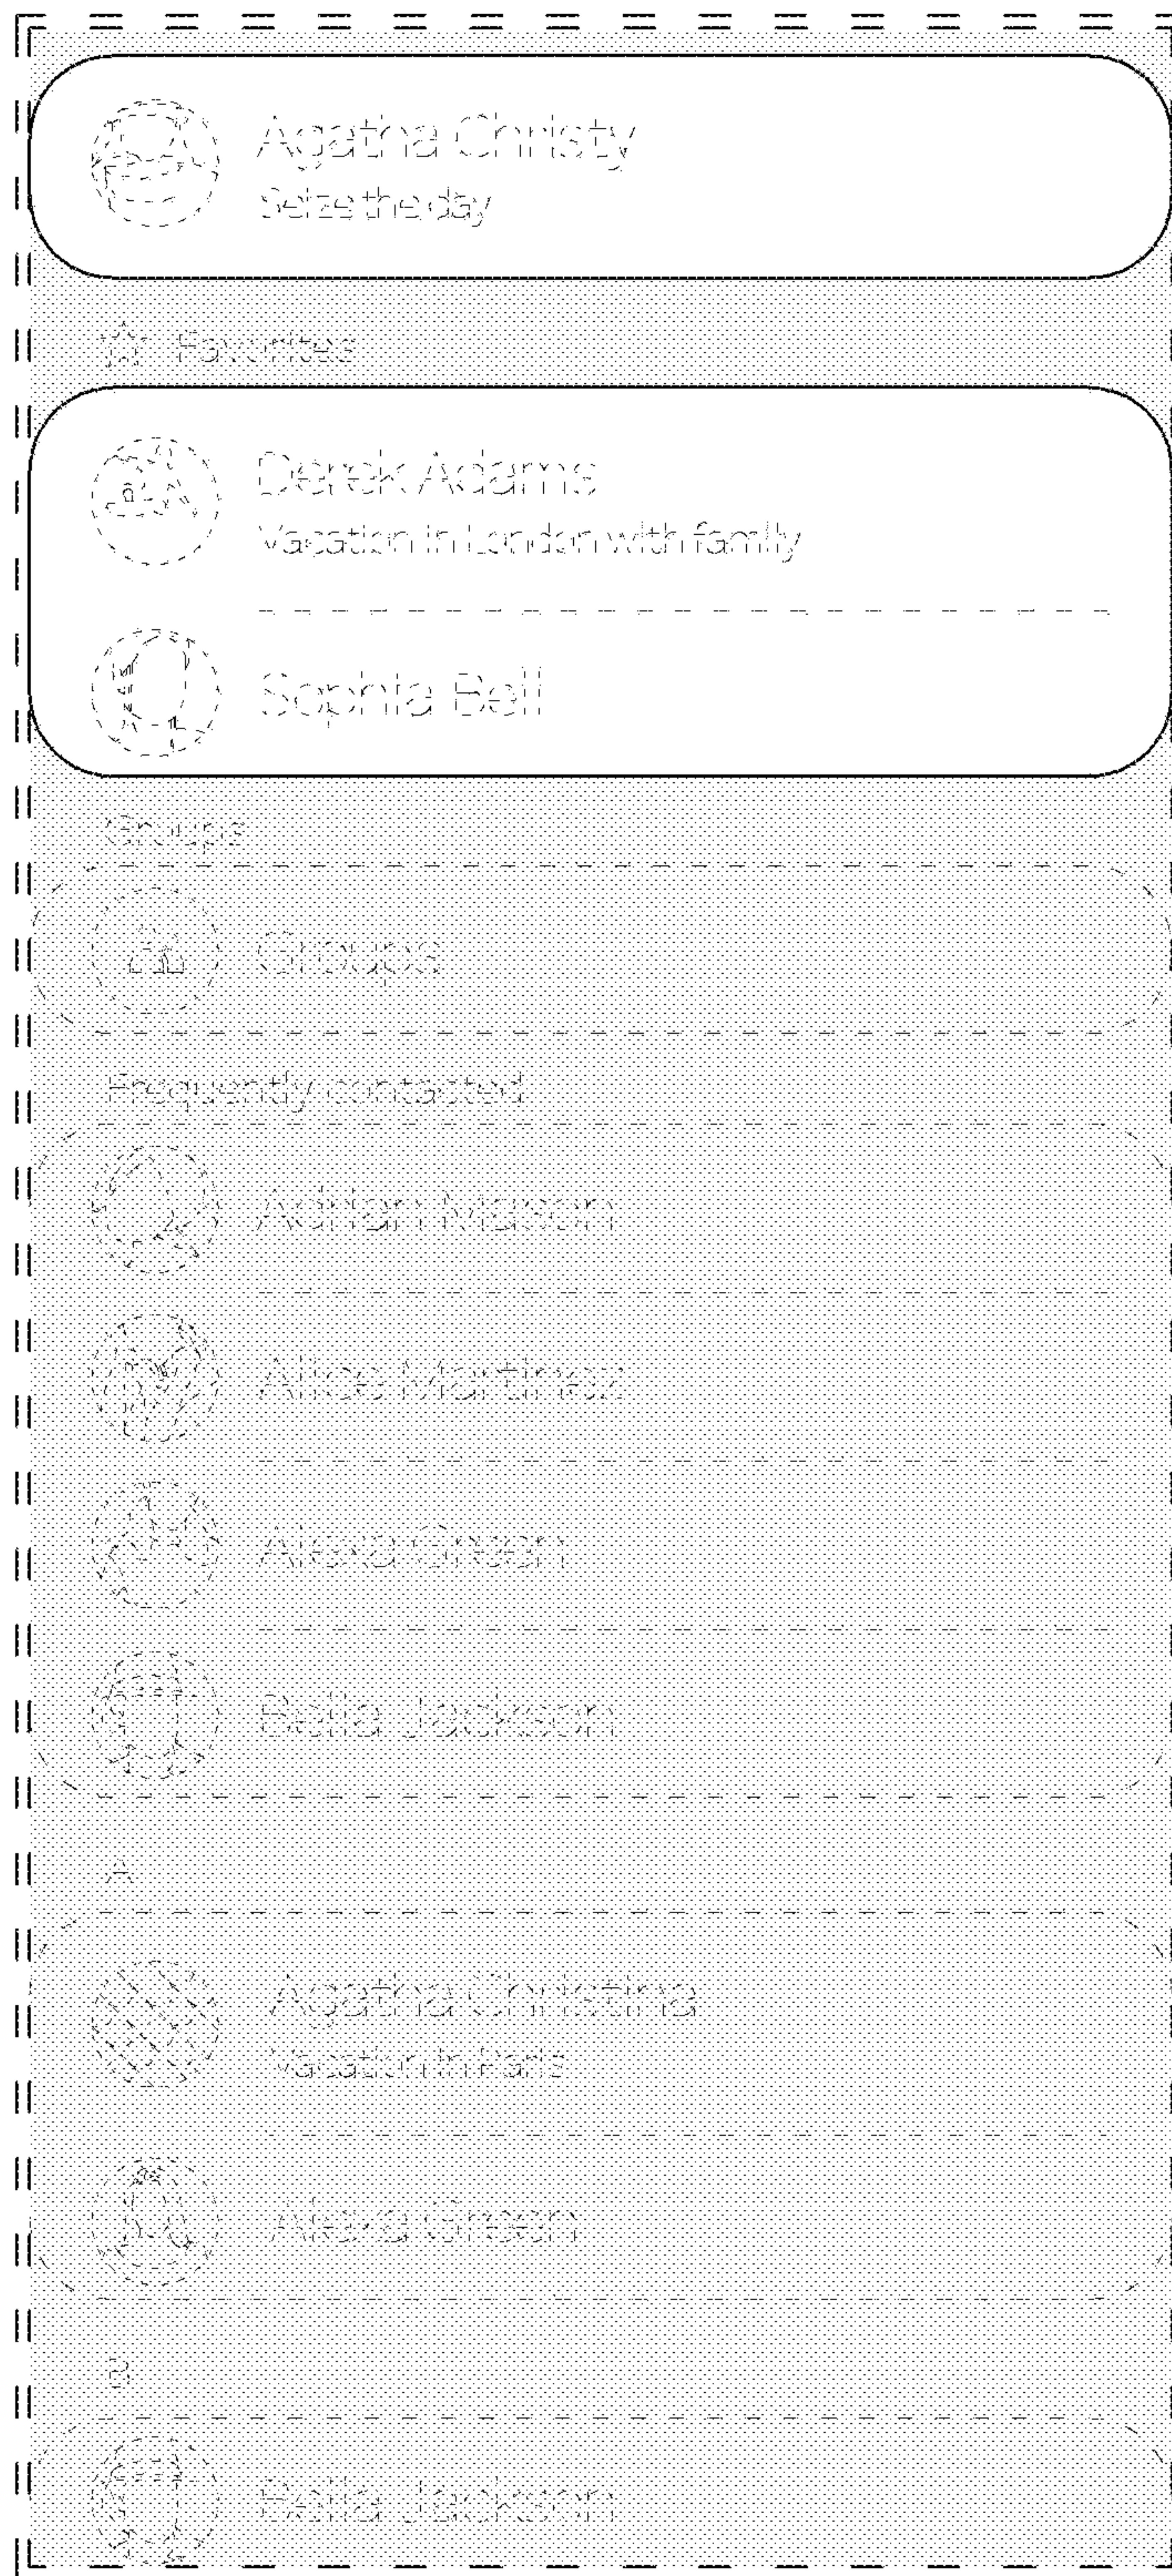 Agatha Christy
Seize the day
Favorites
Derek Adams
Vacation in London with family
Sophia Bell
Groups
Groups
Frequently contacted
Adrian Mason
Alice Martinez
Alexa Green
Bella Jackson
A
Agatha Christina
Vacation in Paris
Alexa Green
B
Bella Jackson